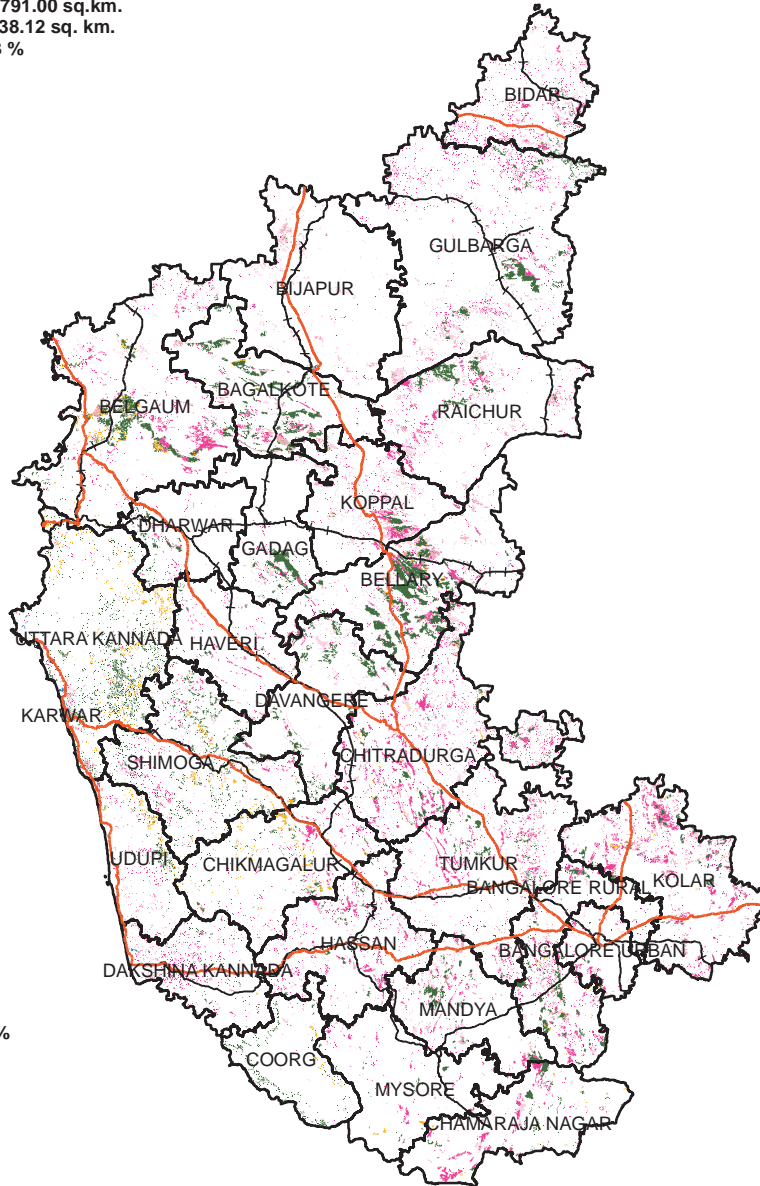 791.00 sq.km.
38.12 sq. km.
%
BIDAR
GULBARGA
BIJAPUR
BAGALKOTE
BELGAUM
RAICHUR
KOPPAL
DHARWAR
GADAG
BELLARY
UTTARA KANNADA
HAVERI
DAVANGERE
KARWAR
CHITRADURGA
SHIMOGA
UDUPI
CHIKMAGALUR
TUMKUR
KOLAR
BANGALORE RURAL
HASSAN
BANGALORE URBAN
DAKSHINA KANNADA
MANDYA
%
COORG
MYSORE
CHAMARAJA NAGAR